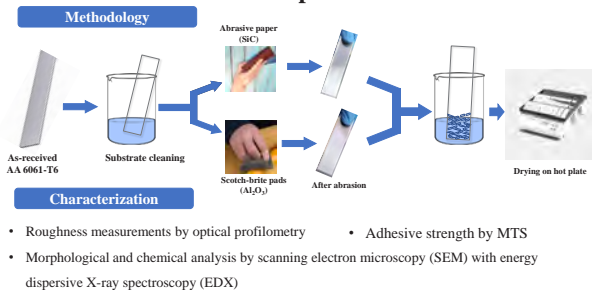 Methodology
Abrasive paper
(SiC)
As-received
AA 6061-T6
Substrate cleaning
Scotch-brite pads
(Al₂O₃)
After abrasion
Drying on hot plate
Characterization
• Roughness measurements by optical profilometry
• Adhesive strength by MTS
• Morphological and chemical analysis by scanning electron microscopy (SEM) with energy
dispersive X-ray spectroscopy (EDX)